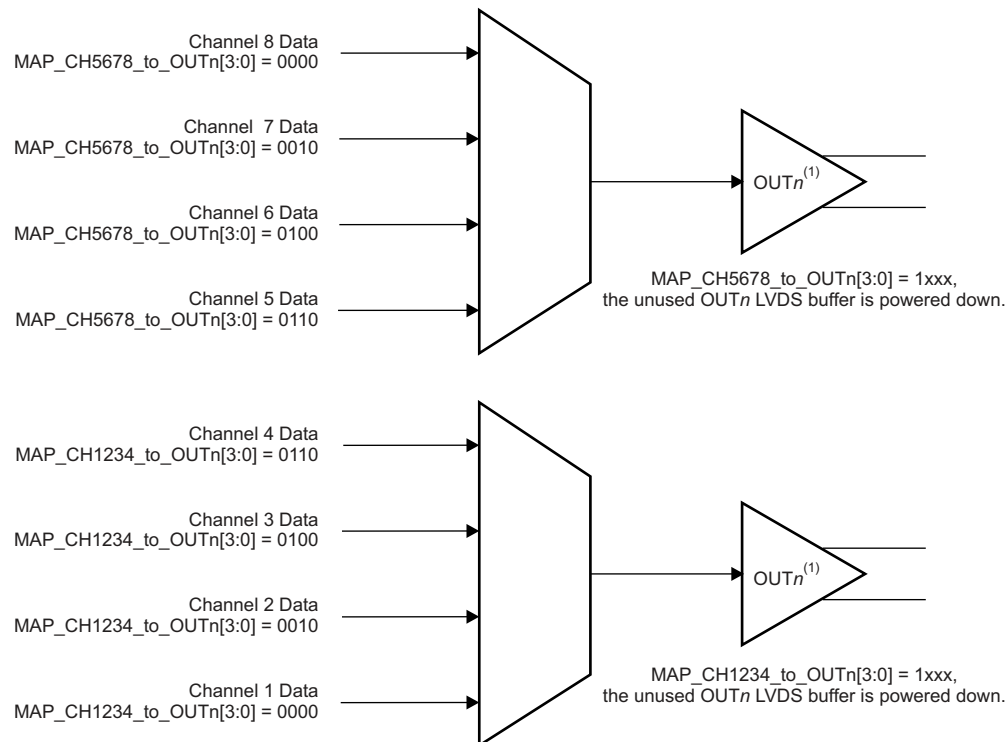 Channel 8 Data
MAP_CH5678_to_OUTn[3:0] = 0000
Channel 7 Data
MAP_CH5678_to_OUTn[3:0] = 0010
Channel 6 Data
MAP_CH5678_to_OUTn[3:0] = 0100
Channel 5 Data
MAP_CH5678_to_OUTn[3:0] = 0110
OUTn(1)
MAP_CH5678_to_OUTn[3:0] = 1xxx,
the unused OUTn LVDS buffer is powered down.
Channel 4 Data
MAP_CH1234_to_OUTn[3:0] = 0110
Channel 3 Data
MAP_CH1234_to_OUTn[3:0] = 0100
Channel 2 Data
MAP_CH1234_to_OUTn[3:0] = 0010
Channel 1 Data
MAP_CH1234_to_OUTn[3:0] = 0000
OUTn(1)
MAP_CH1234_to_OUTn[3:0] = 1xxx,
the unused OUTn LVDS buffer is powered down.